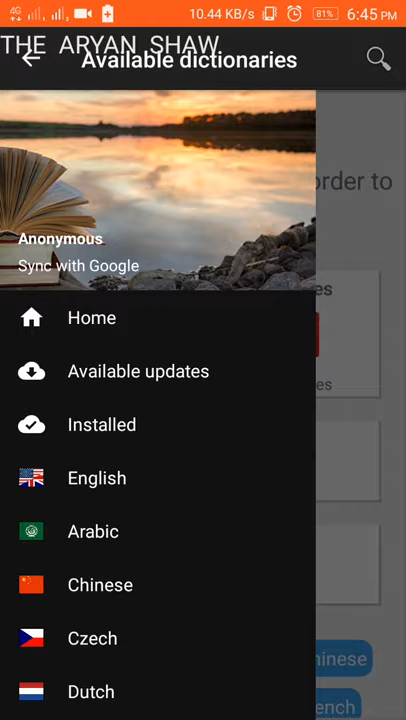 4G 10.44 KB/s 81% 6:45 PM
THE ARYAN SHAW
Available dictionaries
order to
Anonymous
Sync with Google
es
Home
Available updates
es
Installed
English
Arabic
Chinese
Czech
hinese
Dutch
ench